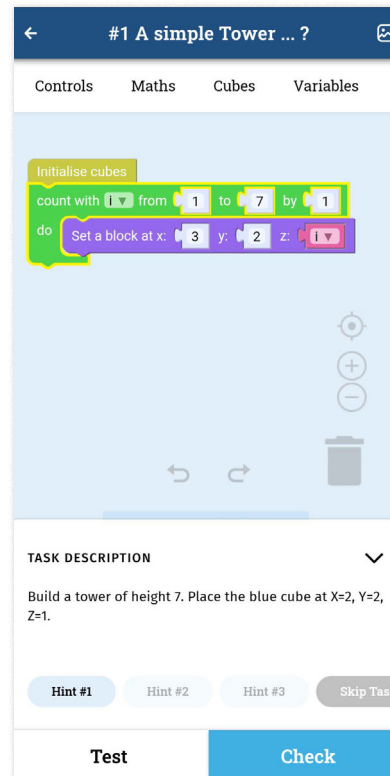 #1 A simple Tower ... ?
Controls Maths Cubes Variables
Initialise cubes
count with i from 1 to 7 by 1
do Set a block at x: 3 y: 2 z: i
TASK DESCRIPTION
Build a tower of height 7. Place the blue cube at X=2, Y=2,
Z=1.
Hint #1 Hint #2 Hint #3 Skip
Test Check